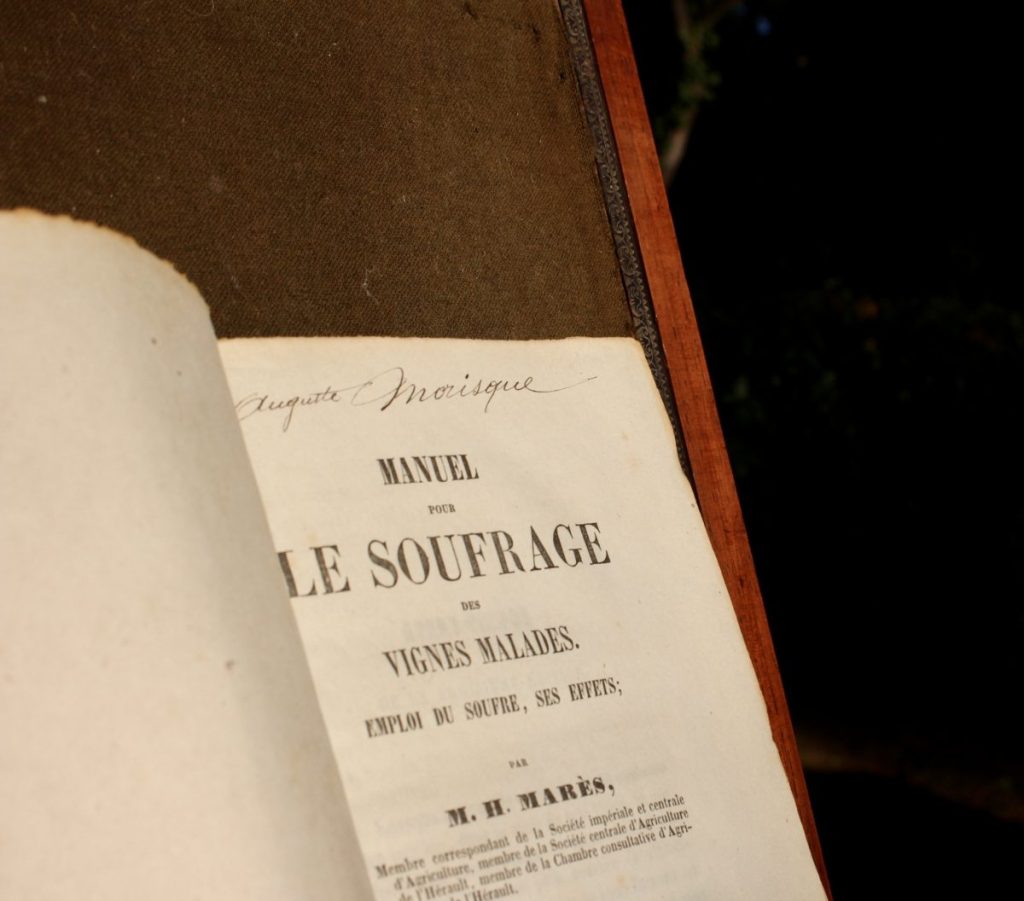 Auguste Morisque
MANUEL
POUR
LE SOUFRAGE
DES
VIGNES MALADES.
EMPLOI DU SOUFRE, SES EFFETS;
PAR
M. H. MARÈS,
Membre correspondant de la Société impériale et centrale
d'Agriculture, membre de la Société centrale d'Agriculture
de l'Hérault, membre de la Chambre consultative d'Agri-
de l'Hérault.